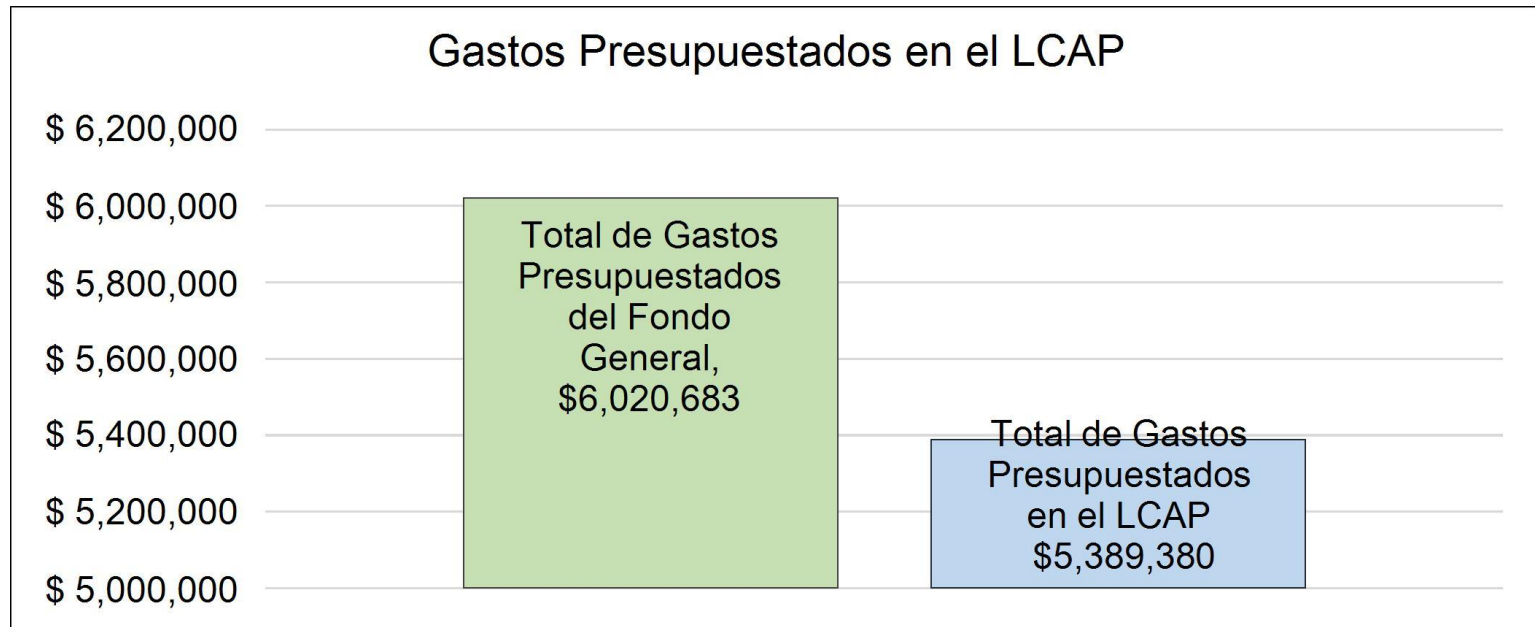 Gastos Presupuestados en el LCAP
$ 6,200,000
$ 6,000,000
$ 5,800,000
$ 5,600,000
$ 5,400,000
$ 5,200,000
$ 5,000,000
Total de Gastos
Presupuestados
del Fondo
General,
$6,020,683
Total de Gastos
Presupuestados
en el LCAP
$5,389,380